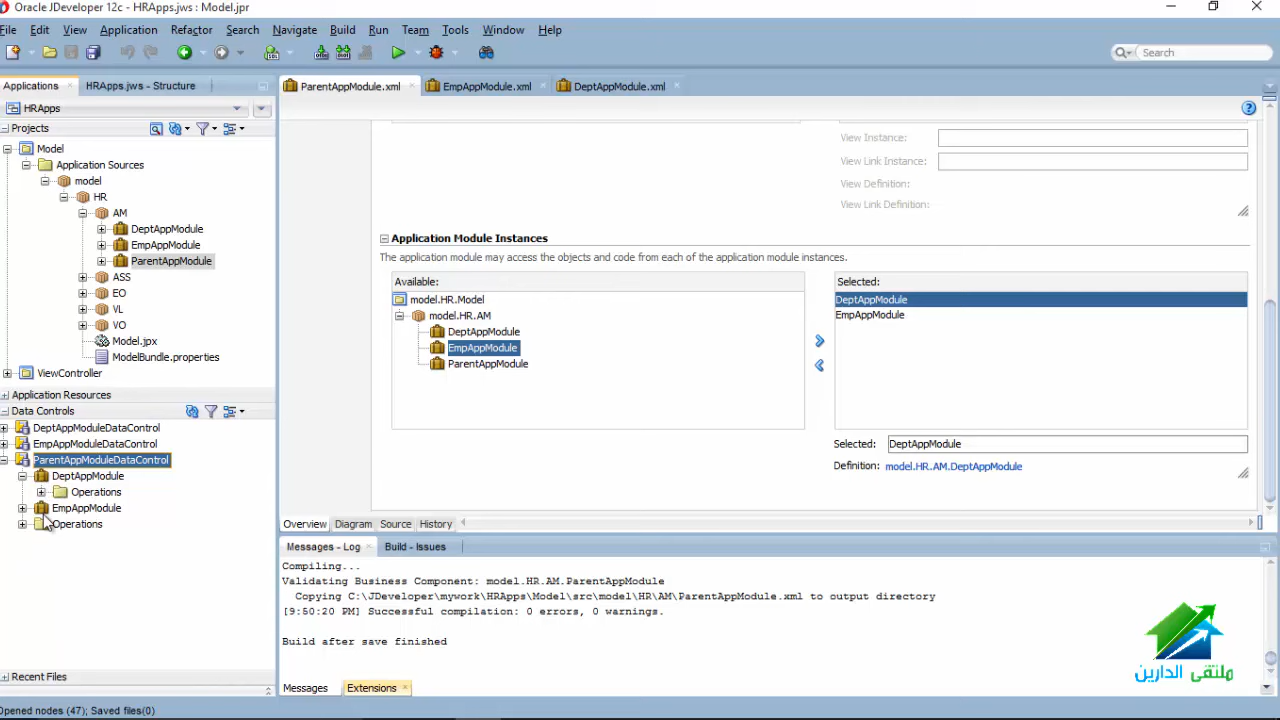 Oracle JDeveloper 12c - HRApps.jws : Model.jpr
File Edit View Application Refactor Search Navigate Build Run Team Tools Window Help
Search
Applications HRApps.jws - Structure
HRApps
Projects
Model
Application Sources
model
HR
AM
DeptAppModule
EmpAppModule
ParentAppModule
ASS
EO
VL
VO
Model.jpx
ModelBundle.properties
ViewController
Application Resources
Data Controls
DeptAppModuleDataControl
EmpAppModuleDataControl
ParentAppModuleDataControl
DeptAppModule
Operations
EmpAppModule
Operations
Recent Files
ParentAppModule.xml EmpAppModule.xml DeptAppModule.xml
View Instance:
View Link Instance:
View Definition:
View Link Definition:
Application Module Instances
The application module may access the objects and code from each of the application module instances.
Available:
model.HR.Model
model.HR.AM
DeptAppModule
EmpAppModule
ParentAppModule
Selected:
DeptAppModule
EmpAppModule
Selected: DeptAppModule
Definition: model.HR.AM.DeptAppModule
Overview Diagram Source History
Messages - Log Build - Issues
Compiling...
Validating Business Component: model.HR.AM.ParentAppModule
Copying C:\JDeveloper\mywork\HRApps\Model\src\model\HR\AM\ParentAppModule.xml to output directory
[9:50:20 PM] Successful compilation: 0 errors, 0 warnings.
Build after save finished
Messages Extensions
ملتقى الدارين
Opened nodes (47); Saved files(0)